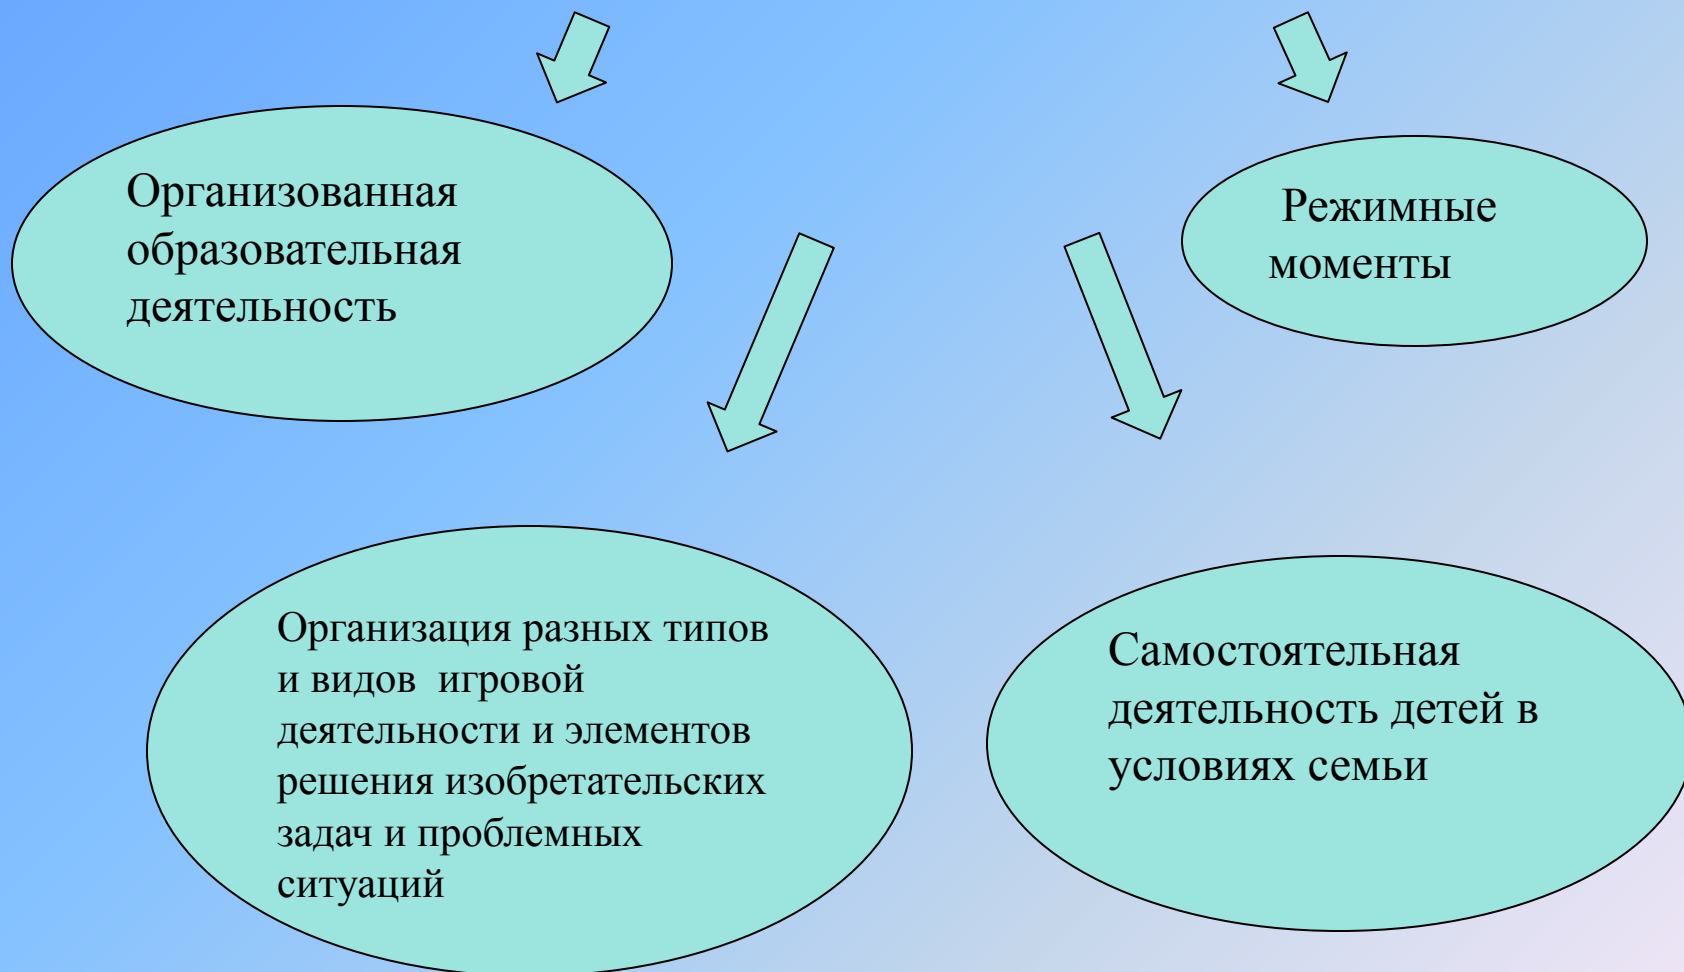 Организованная
образовательная
деятельность
Режимные
моменты
Организация разных типов
и видов игровой
деятельности и элементов
решения изобретательских
задач и проблемных
ситуаций
Самостоятельная
деятельность детей в
условиях семьи